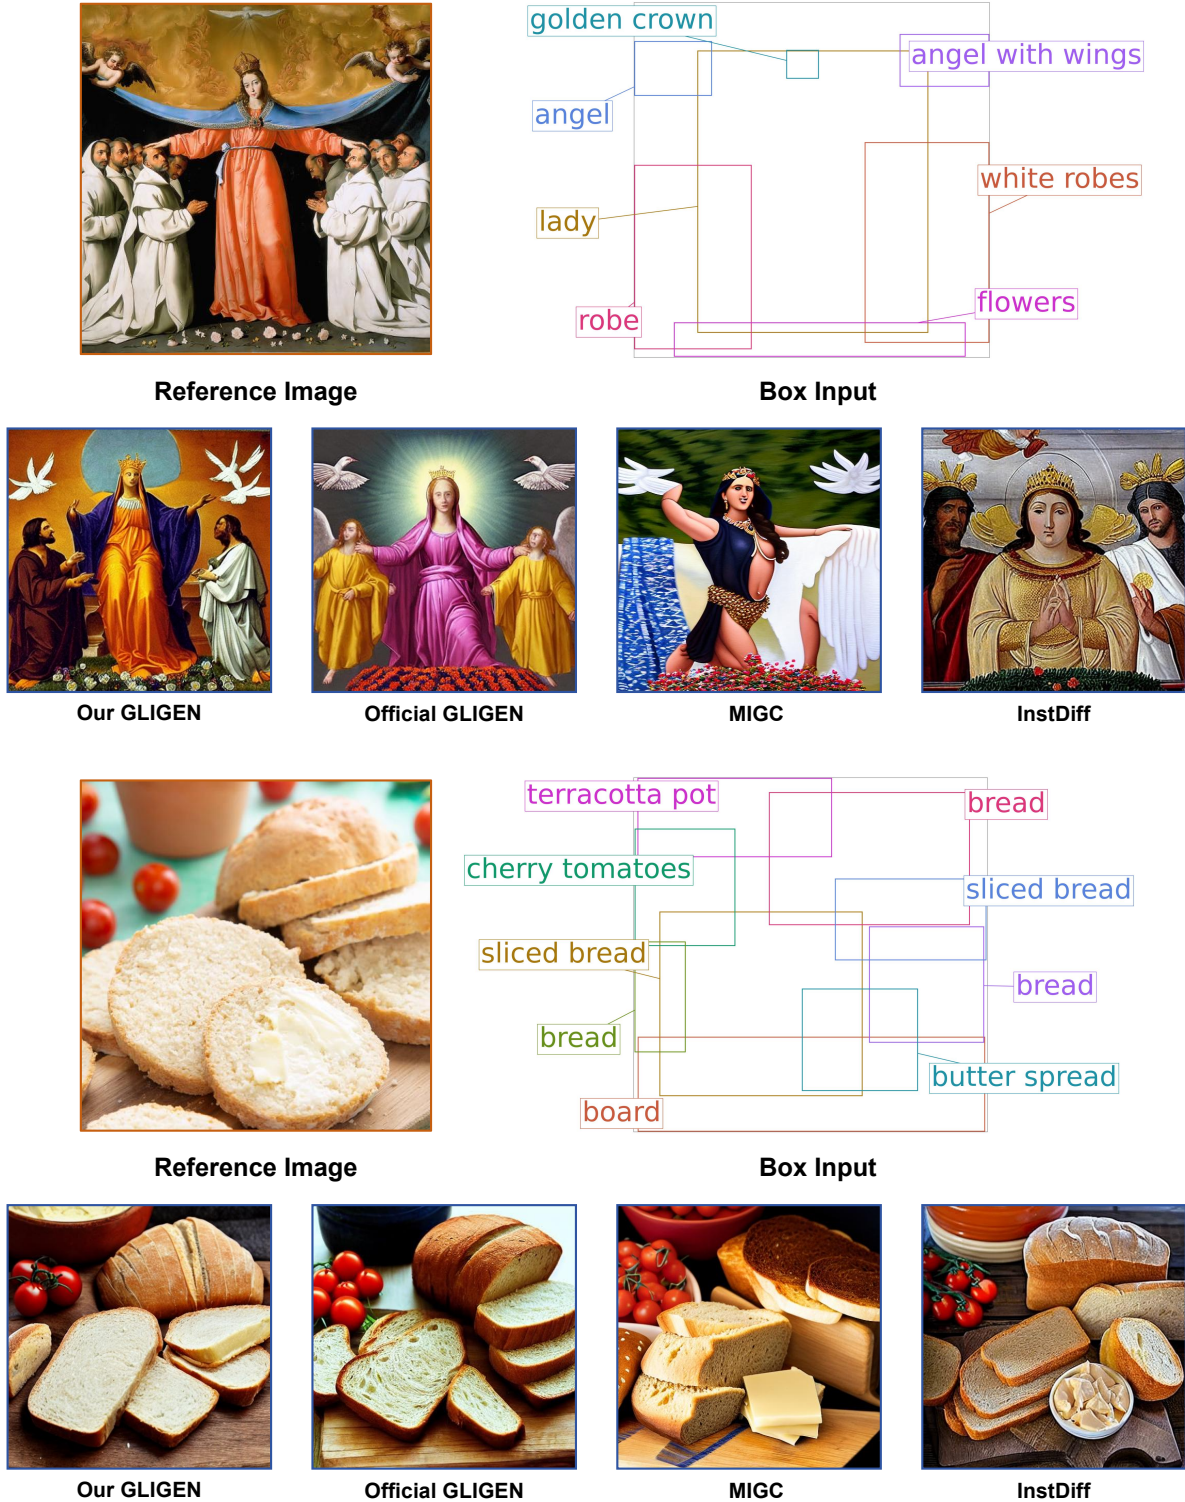 golden crown
angel with wings
angel
white robes
lady
flowers
robe
Reference Image
Box Input
Our GLIGEN
Official GLIGEN
MIGC
InstDiff
terracotta pot
bread
cherry tomatoes
sliced bread
sliced bread
bread
bread
butter spread
board
Reference Image
Box Input
Our GLIGEN
Official GLIGEN
MIGC
InstDiff